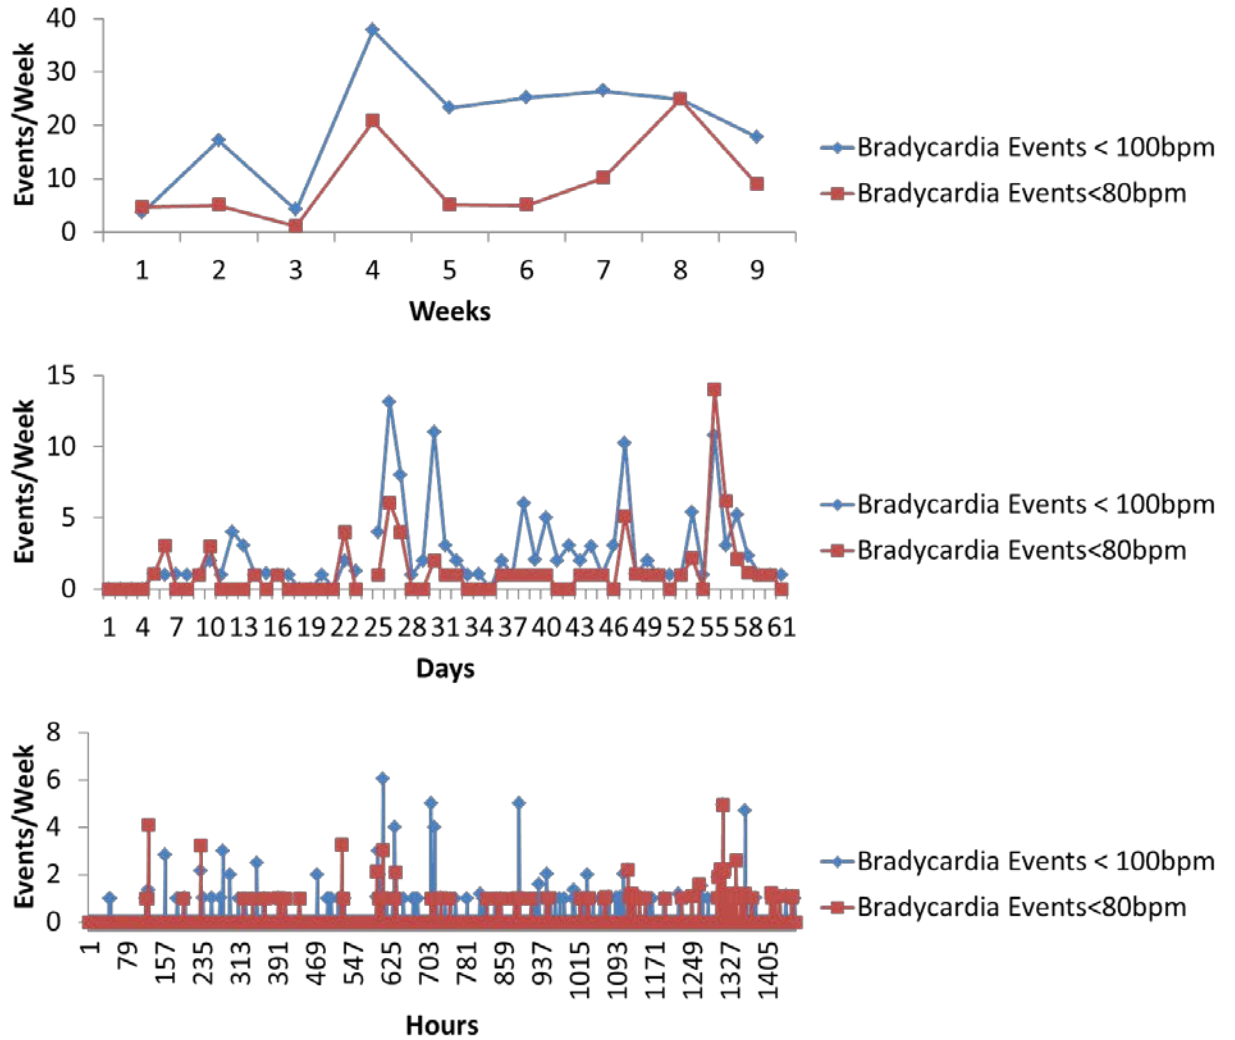 40
30
20
10
0
Events/Week
1 2 3 4 5 6 7 8 9
Weeks
Bradycardia Events < 100bpm
Bradycardia Events<80bpm
15
10
5
0
Events/Week
1 4 7 10 13 16 19 22 25 28 31 34 37 40 43 46 49 52 55 58 61
Days
Bradycardia Events < 100bpm
Bradycardia Events<80bpm
8
6
4
2
0
Events/Week
1 79 157 235 313 391 469 547 625 703 781 859 937 1015 1093 1171 1249 1327 1405
Hours
Bradycardia Events < 100bpm
Bradycardia Events<80bpm